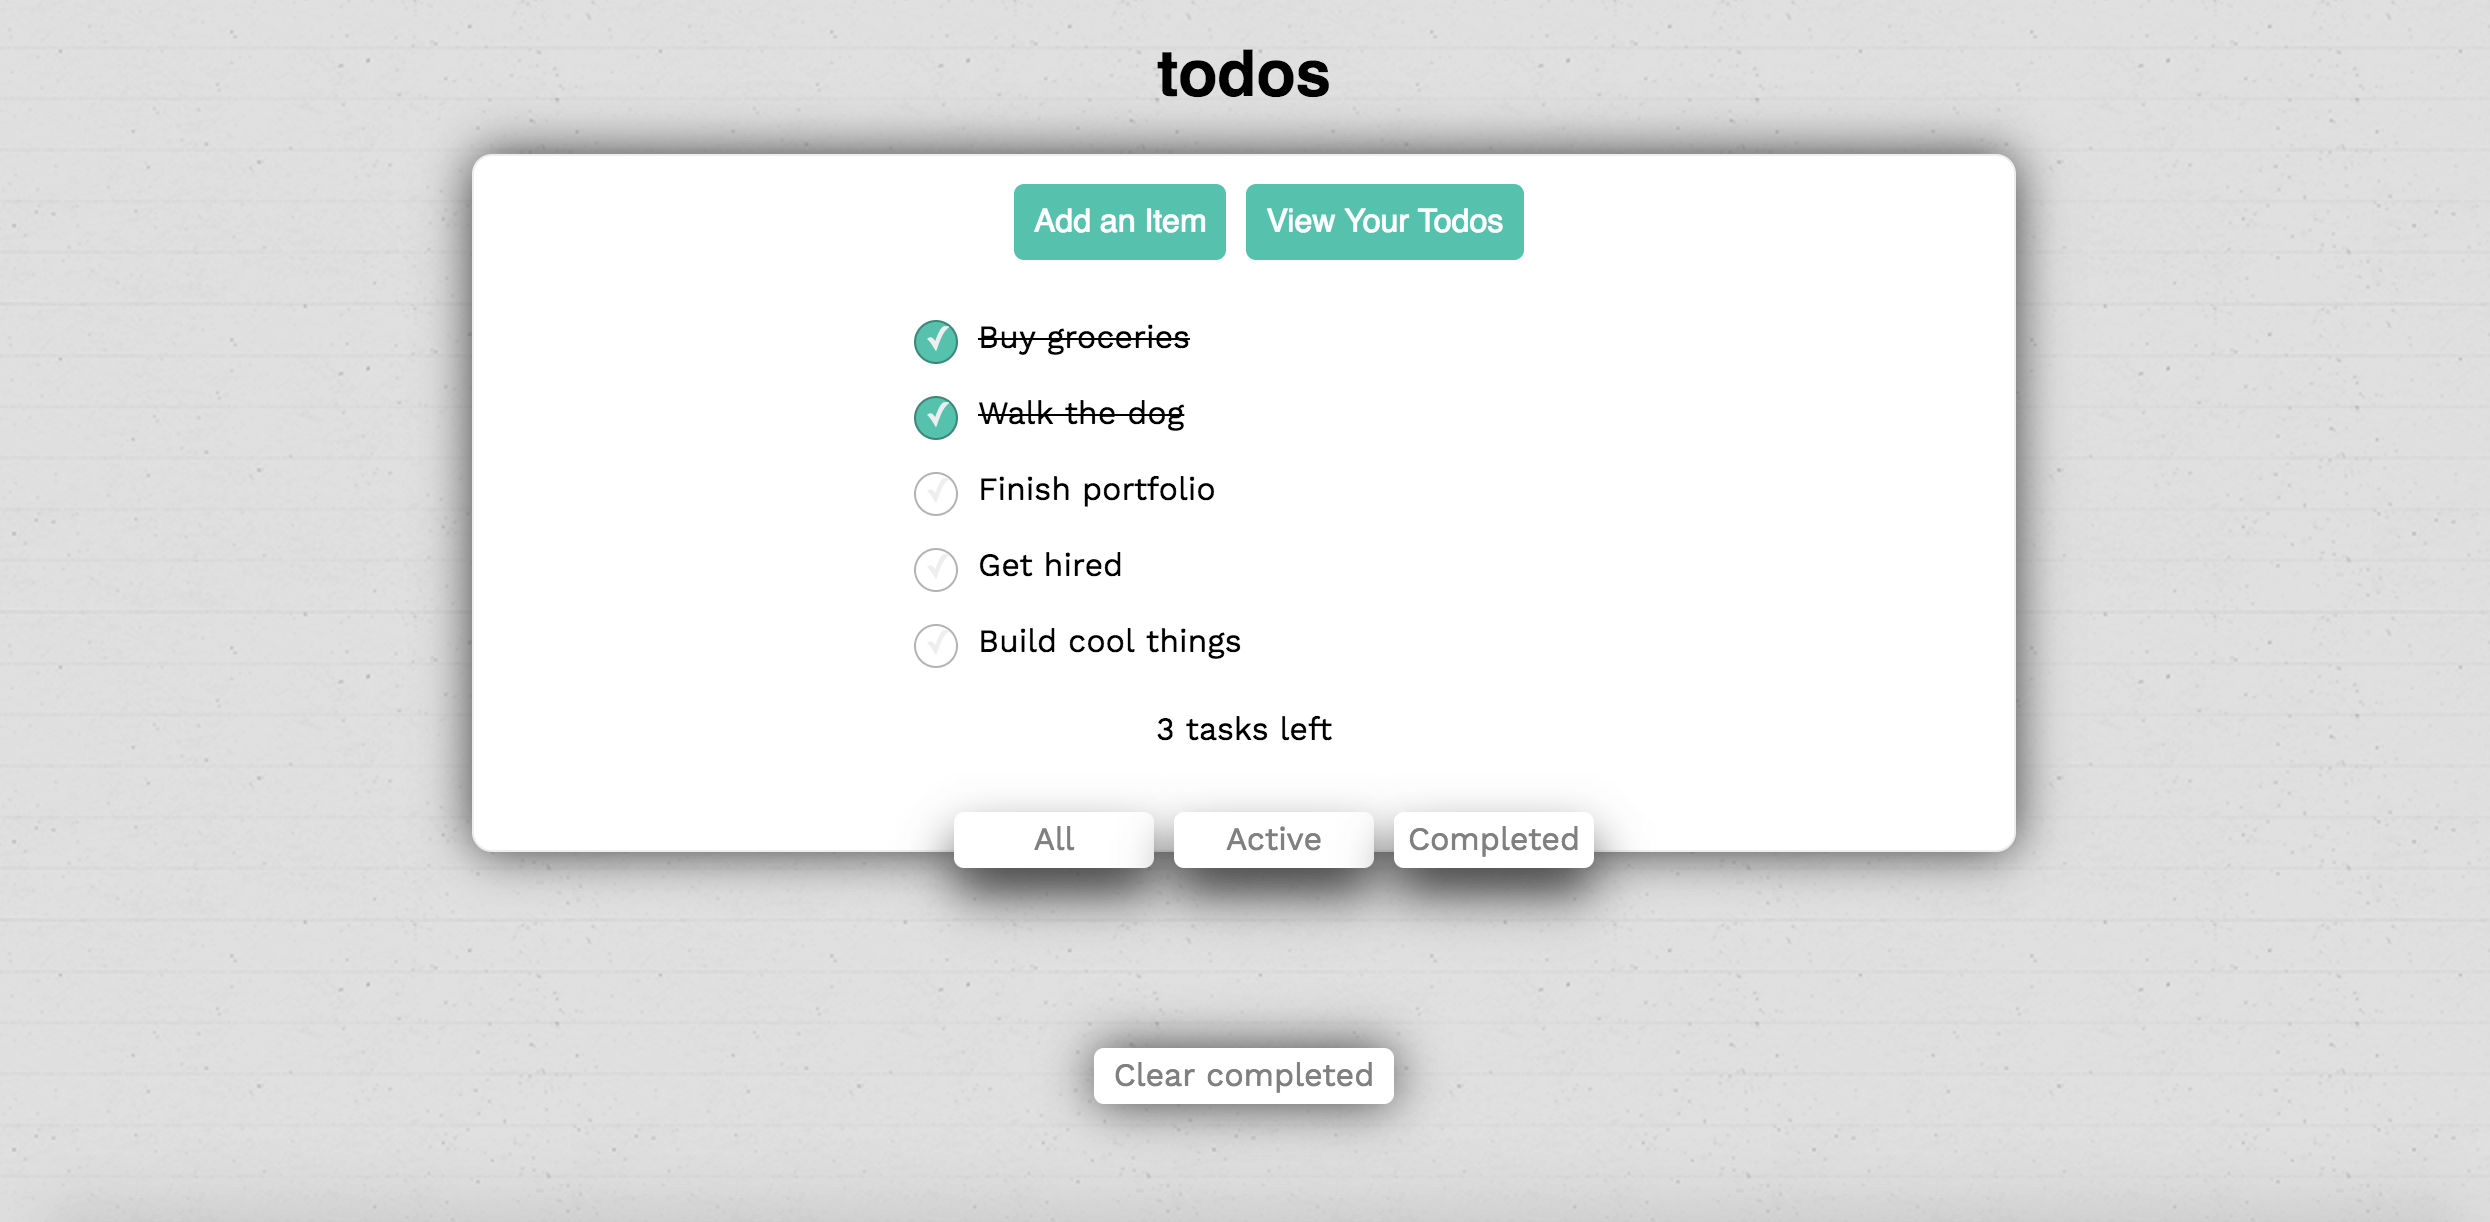 todos
Add an Item View Your Todos
Buy groceries
Walk the dog
Finish portfolio
Get hired
Build cool things
3 tasks left
All Active Completed
Clear completed